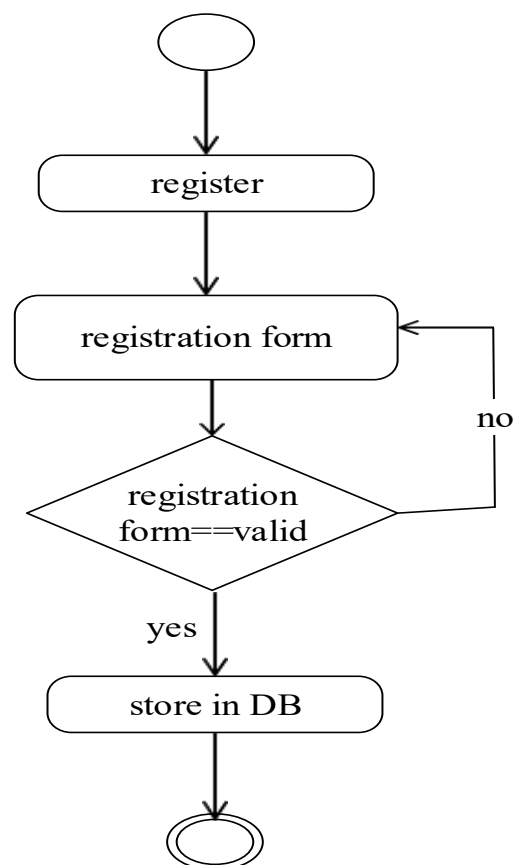 register
registration form
no
registration
form==valid
yes
store in DB